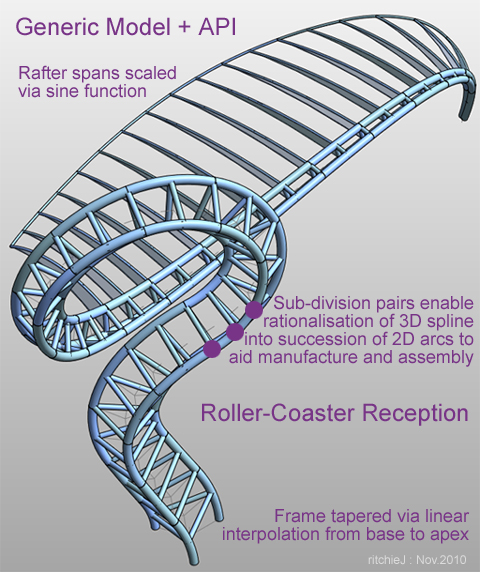 Generic Model + API
Rafter spans scaled
via sine function
Sub-division pairs enable
rationalisation of 3D spline
into succession of 2D arcs to
aid manufacture and assembly
Roller-Coaster Reception
Frame tapered via linear
interpolation from base to apex
ritchieJ : Nov.2010